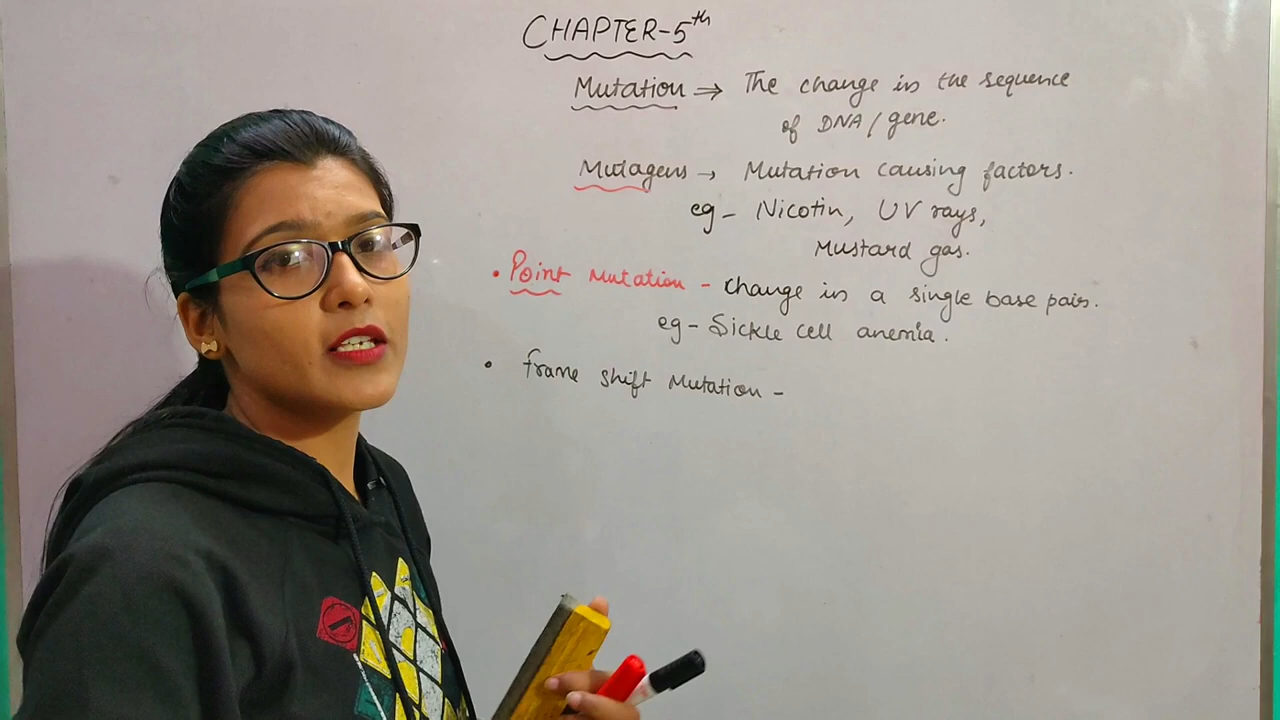 CHAPTER-5th
Mutation ⇒ The change in the sequence
of DNA/gene.
Mutagens → Mutation causing factors.
eg- Nicotin, UV rays,
Mustard gas.
• Point Mutation - change in a single base pair.
eg- Sickle cell anemia.
• frame shift Mutation -